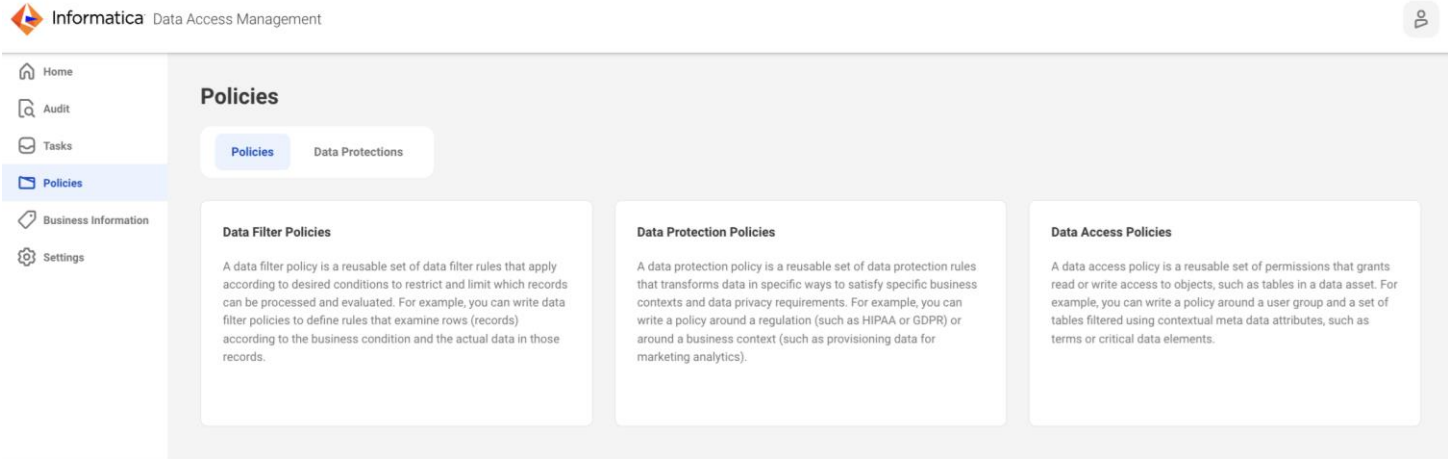 Informatica Data Access Management
Home
Audit
Tasks
Policies
Business Information
Settings
Policies
Policies Data Protections
Data Filter Policies
A data filter policy is a reusable set of data filter rules that apply
according to desired conditions to restrict and limit which records
can be processed and evaluated. For example, you can write data
filter policies to define rules that examine rows (records)
according to the business condition and the actual data in those
records.
Data Protection Policies
A data protection policy is a reusable set of data protection rules
that transforms data in specific ways to satisfy specific business
contexts and data privacy requirements. For example, you can
write a policy around a regulation (such as HIPAA or GDPR) or
around a business context (such as provisioning data for
marketing analytics).
Data Access Policies
A data access policy is a reusable set of permissions that grants
read or write access to objects, such as tables in a data asset. For
example, you can write a policy around a user group and a set of
tables filtered using contextual meta data attributes, such as
terms or critical data elements.